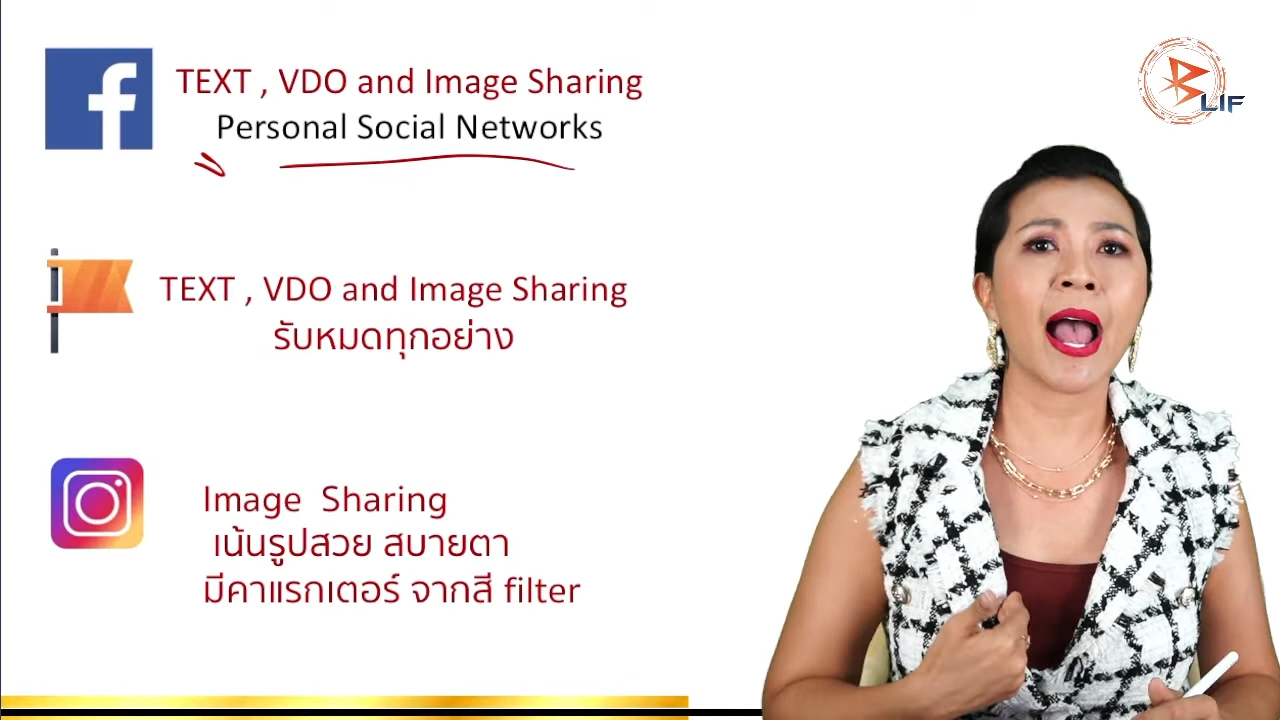 TEXT , VDO and Image Sharing
Personal Social Networks
TEXT , VDO and Image Sharing
รับหมดทุกอย่าง
Image Sharing
เน้นรูปสวย สบายตา
มีคาแรกเตอร์ จากสี filter
B LIF